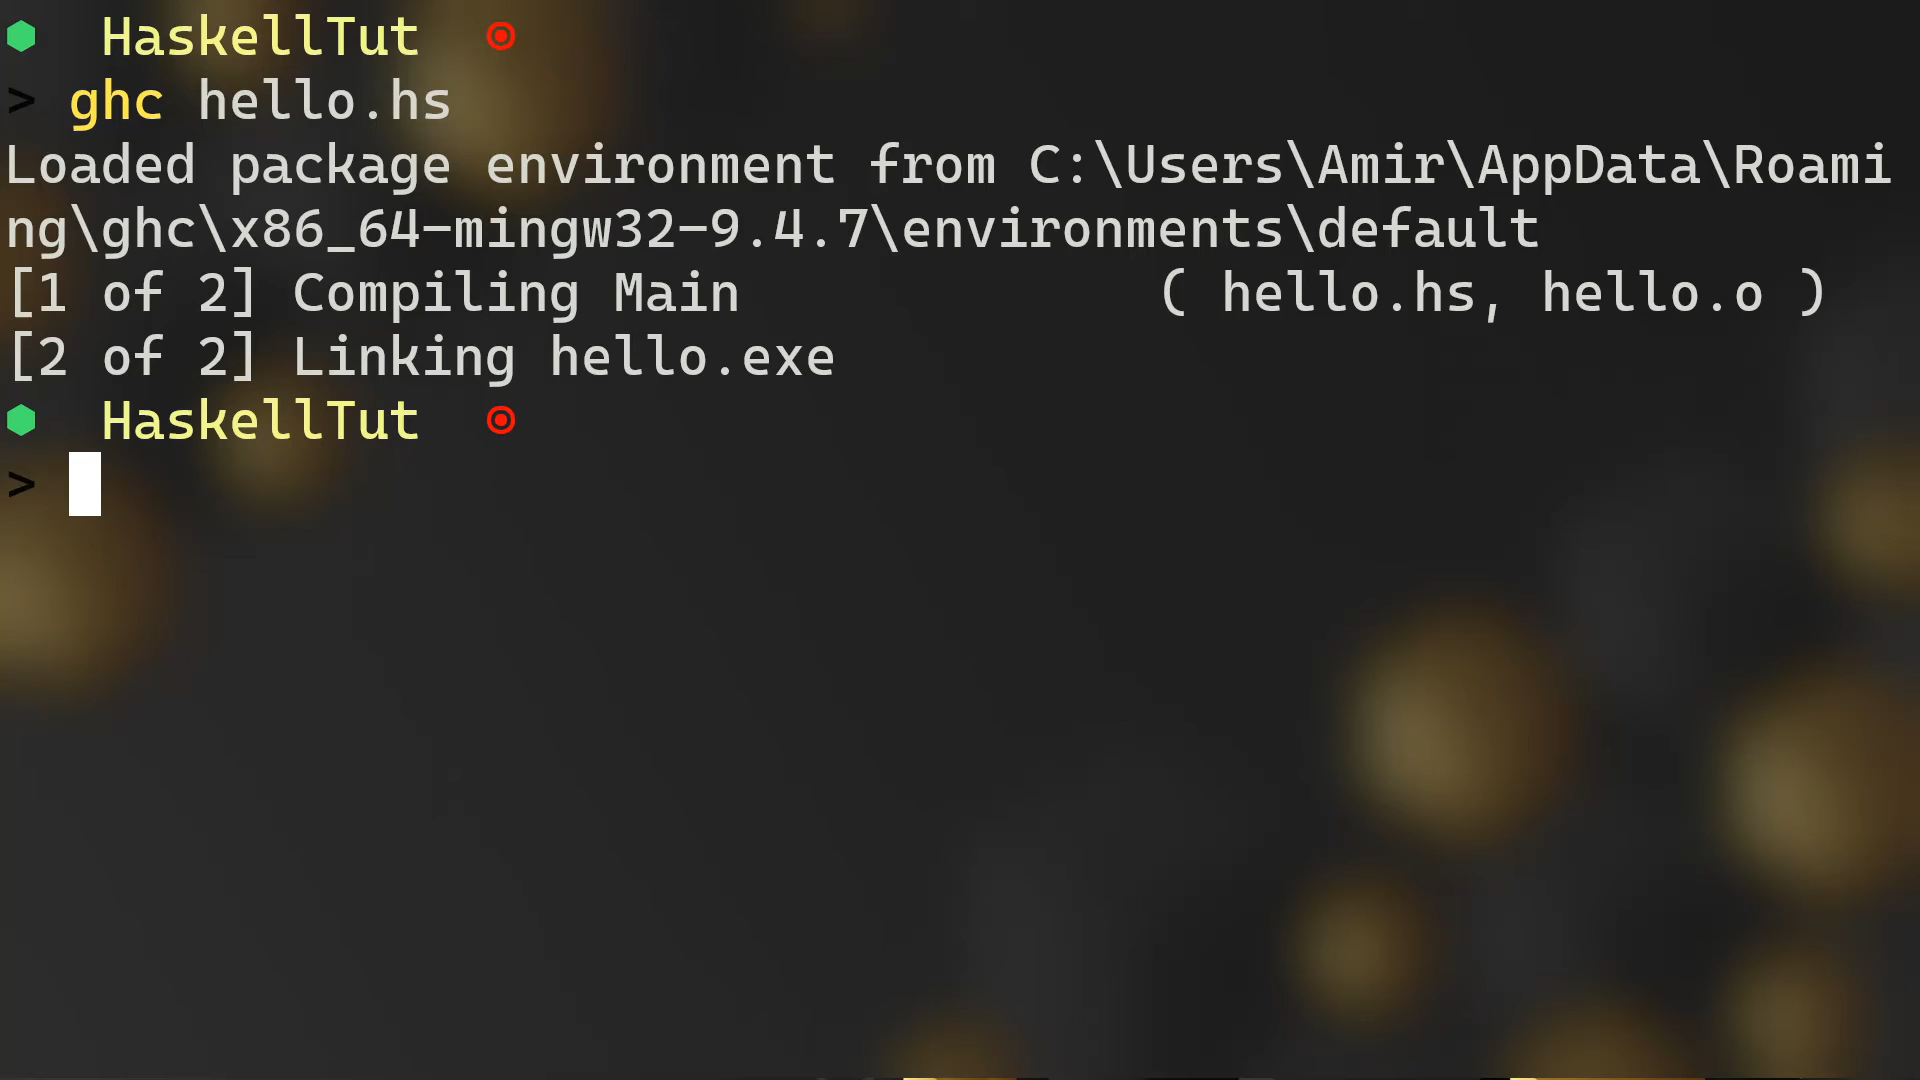 HaskellTut
> ghc hello.hs
Loaded package environment from C:\Users\Amir\AppData\Roami
ng\ghc\x86_64-mingw32-9.4.7\environments\default
[1 of 2] Compiling Main             ( hello.hs, hello.o )
[2 of 2] Linking hello.exe
HaskellTut
>